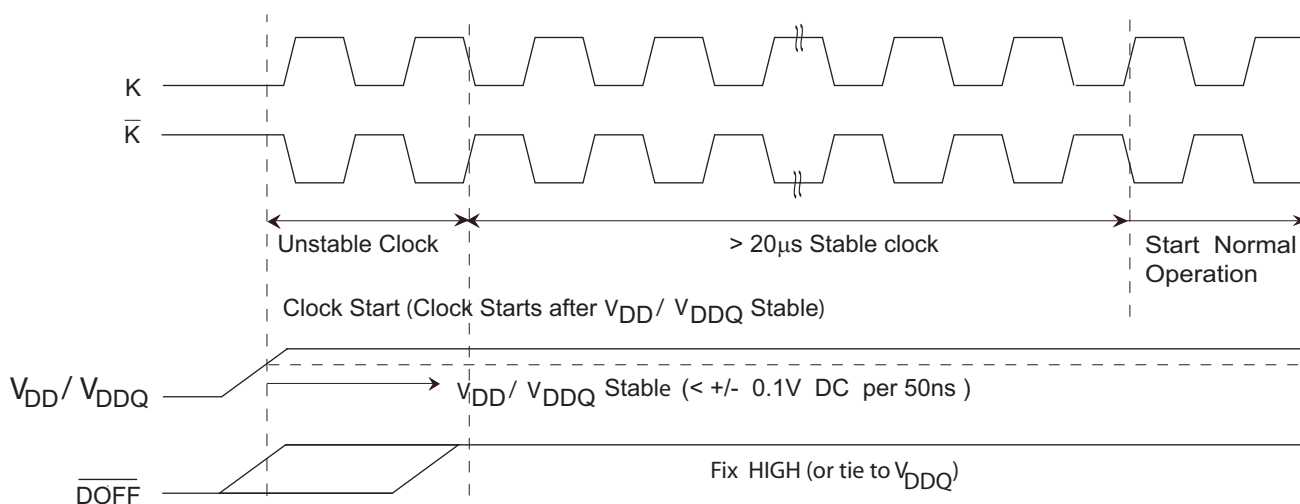 K
K
Unstable Clock
> 20μs Stable clock
Start Normal
Operation
Clock Start (Clock Starts after VDD/ VDDQ Stable)
VDD/ VDDQ
VDD/ VDDQ Stable (< +/- 0.1V DC per 50ns )
Fix HIGH (or tie to VDDQ)
DOFF